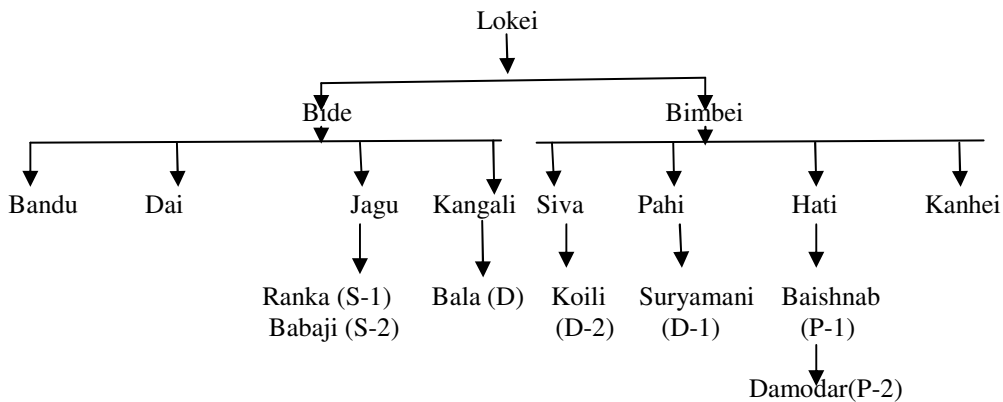 Lokei
Bide Bimbei
Bandu Dai Jagu Kangali Siva Pahi Hati Kanhei
Ranka (S-1) Bala (D) Koili Suryamani Baishnab
Babaji (S-2) (D-2) (D-1) (P-1)
Damodar(P-2)